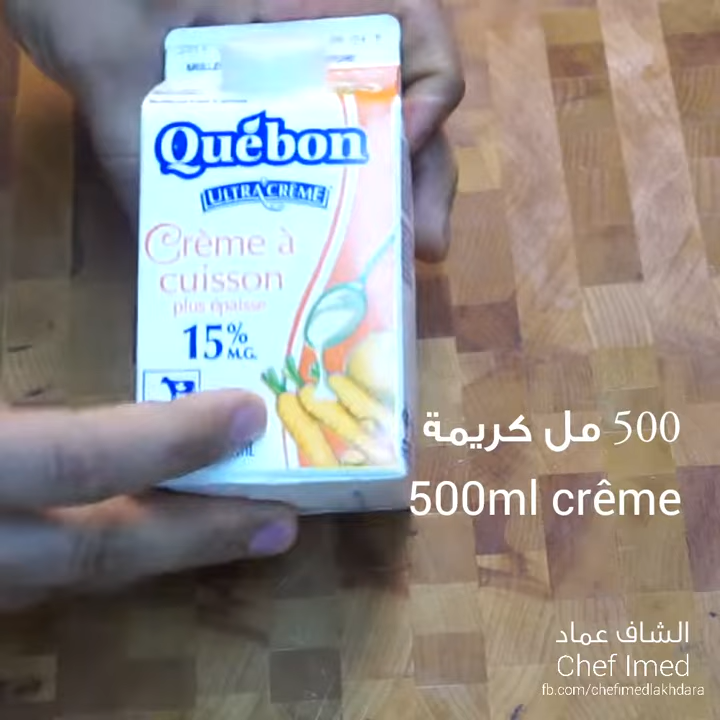 Québon
ULTRA'CRÈME
Crème à
cuisson
plus épaisse
15%
M.G.
500 مل كريمة
500ml crême
الشاف عماد
Chef Imed
fb.com/chefimedlakhdara